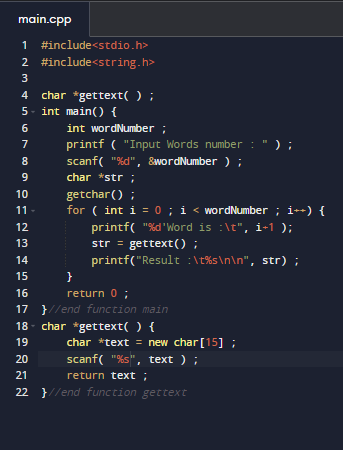 main.cpp
1 #include<stdio.h>
2 #include<string.h>
3
4 char *gettext( ) ;
5 int main() {
6 int wordNumber ;
7 printf ( "Input Words number : " ) ;
8 scanf( "%d", &wordNumber ) ;
9 char *str ;
10 getchar() ;
11 for ( int i = 0 ; i < wordNumber ; i++) {
12 printf( "%d'Word is :\t", i+1 );
13 str = gettext() ;
14 printf("Result :\t%s\n\n", str) ;
15 }
16 return 0 ;
17 }//end function main
18 char *gettext( ) {
19 char *text = new char[15] ;
20 scanf( "%s", text ) ;
21 return text ;
22 }//end function gettext